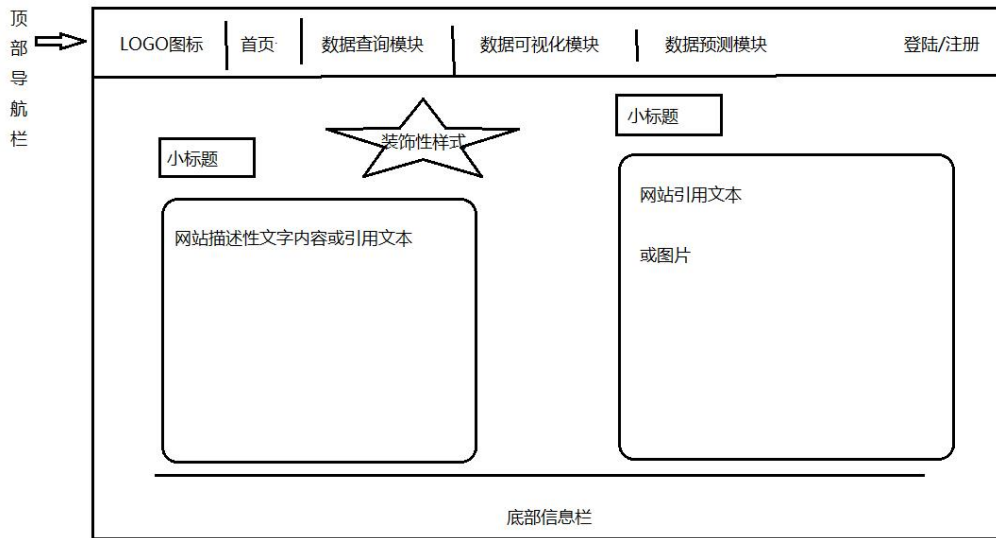 顶部导航栏
LOGO图标 首页· 数据查询模块 数据可视化模块 数据预测模块 登陆/注册
小标题
装饰性样式
小标题
网站描述性文字内容或引用文本
网站引用文本
或图片
底部信息栏